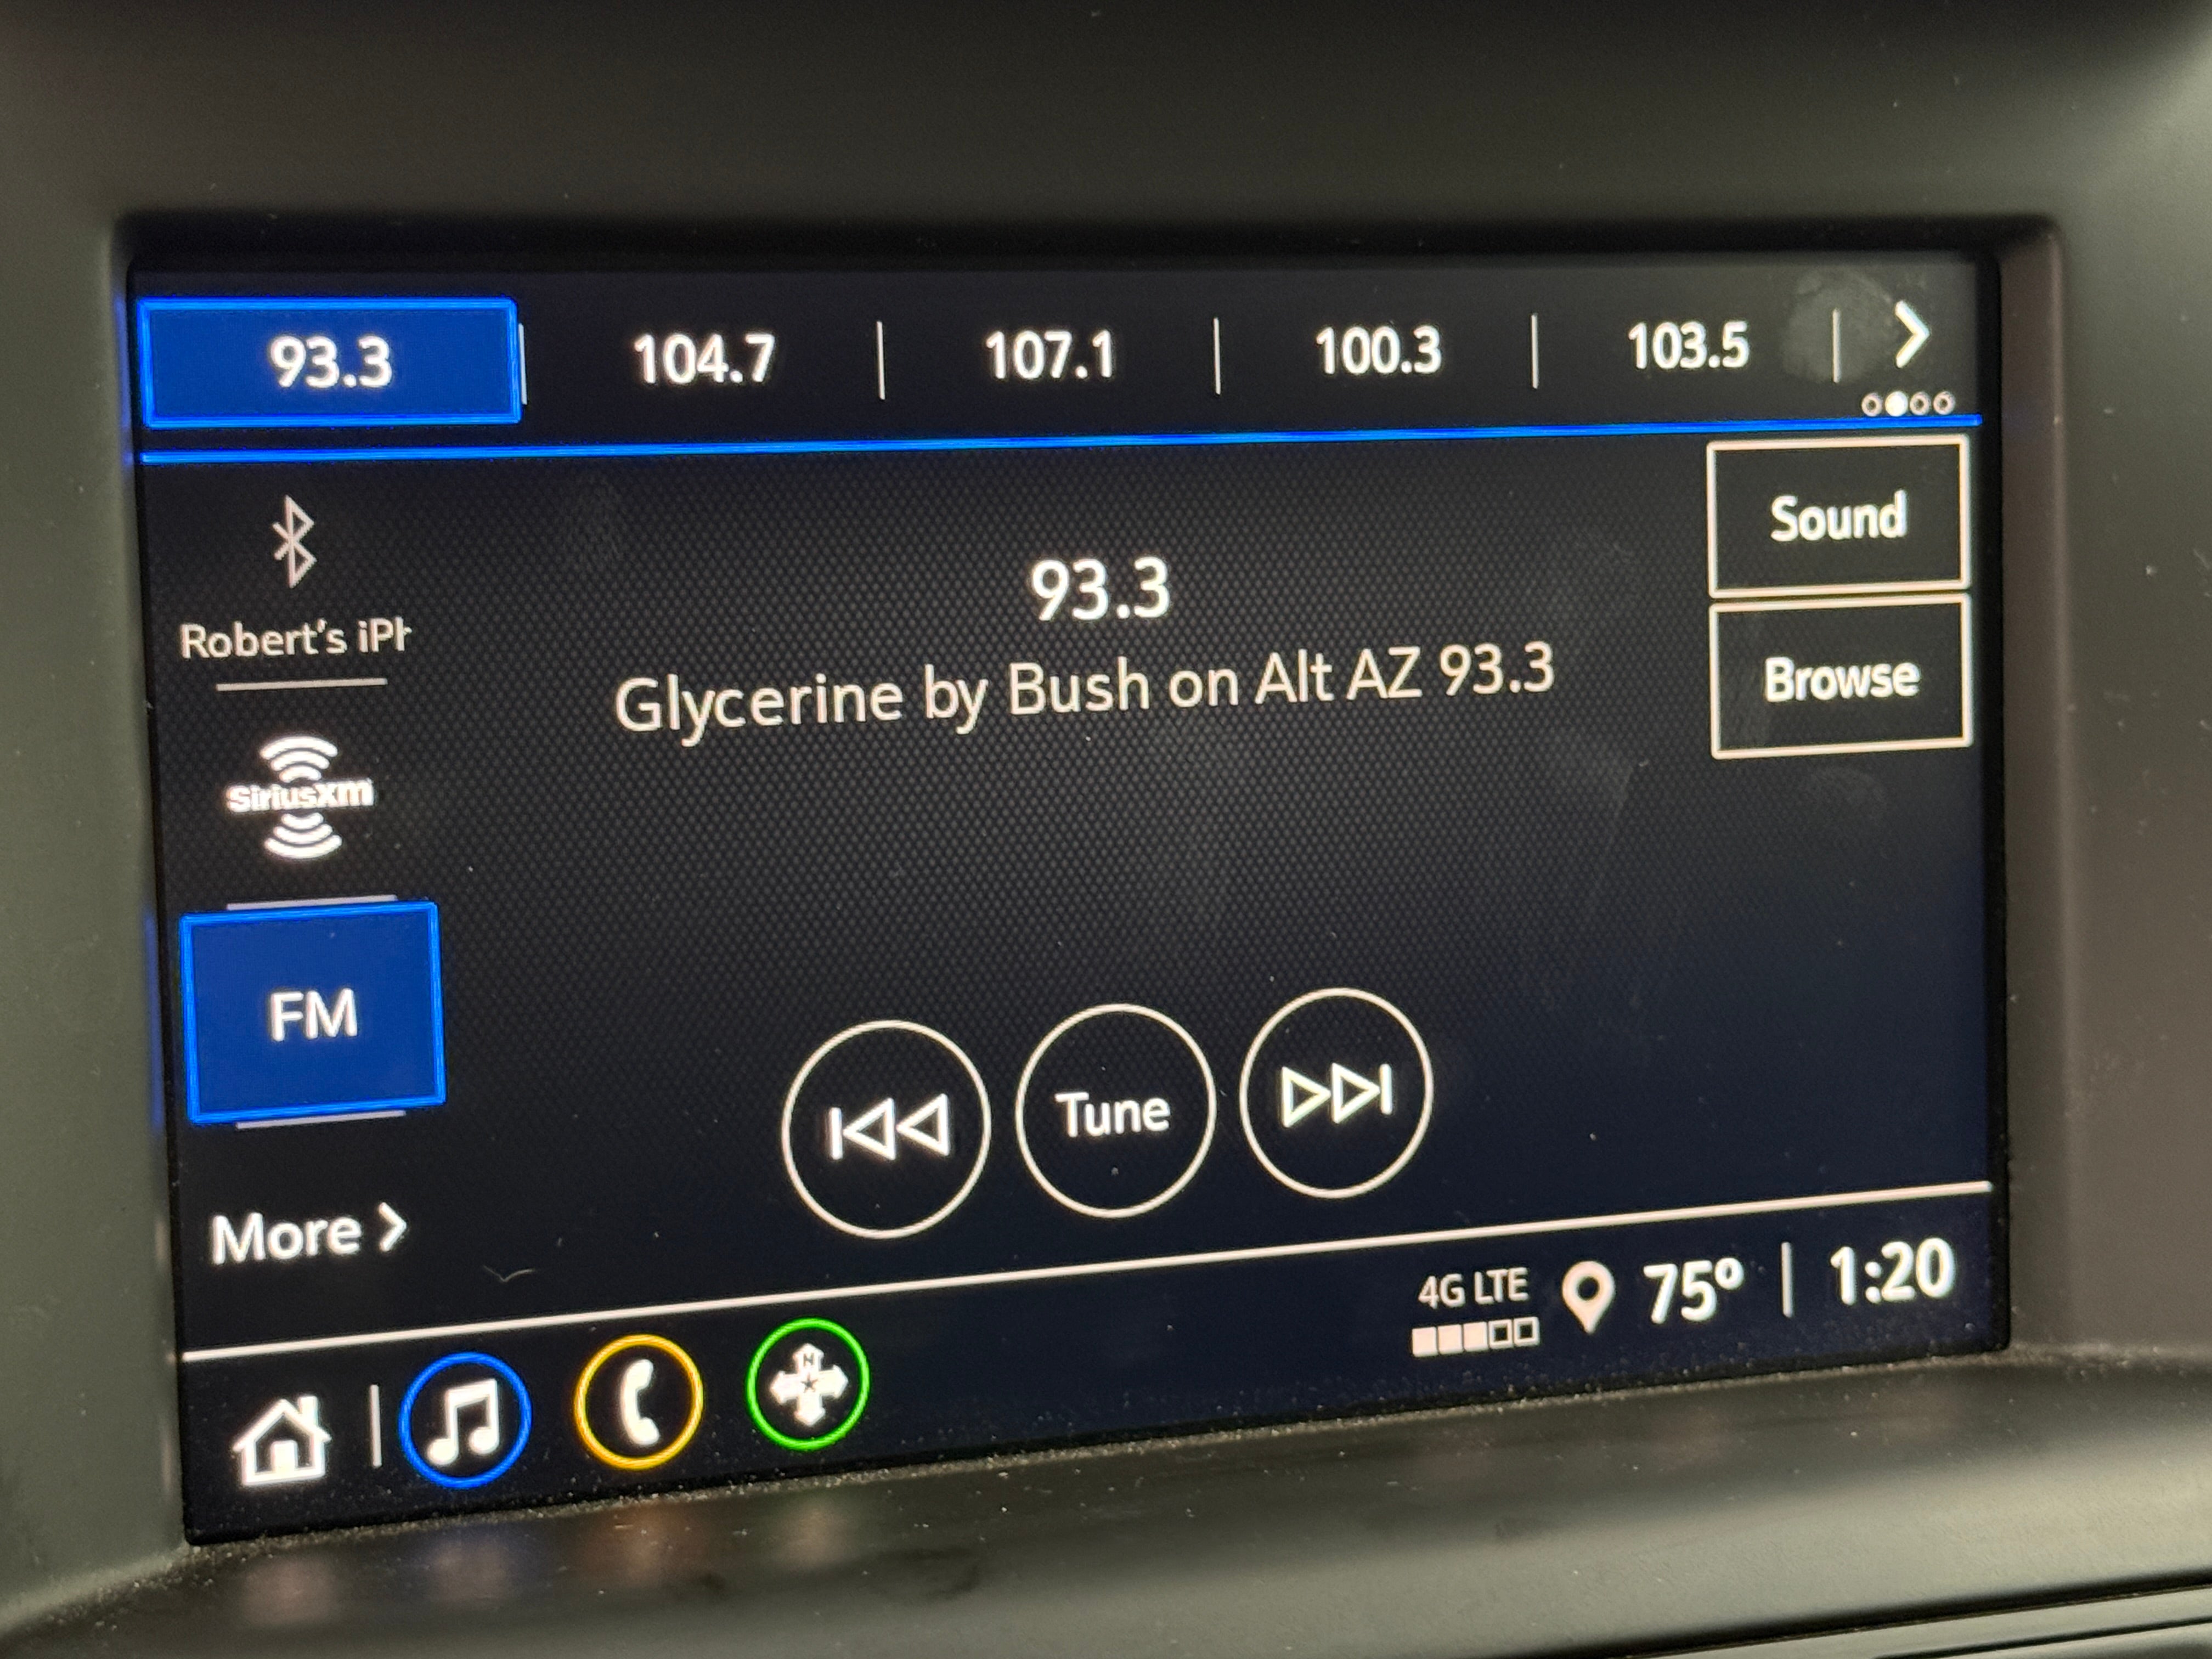 93.3 104.7 107.1 100.3 103.5
Sound
93.3
Robert's iPh
Glycerine by Bush on Alt AZ 93.3
Browse
SiriusXM
FM
Tune
More
4G LTE 75° 1:20
N